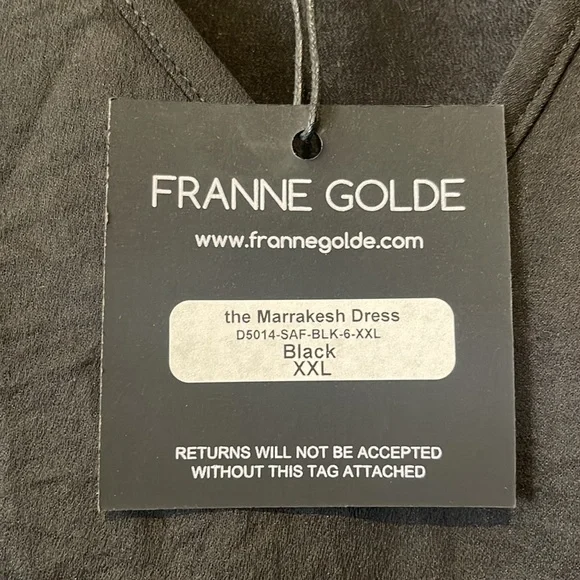 FRANNE GOLDE
www.frannegolde.com
the Marrakesh Dress
D5014-SAF-BLK-6-XXL
Black
XXL
RETURNS WILL NOT BE ACCEPTED
WITHOUT THIS TAG ATTACHED